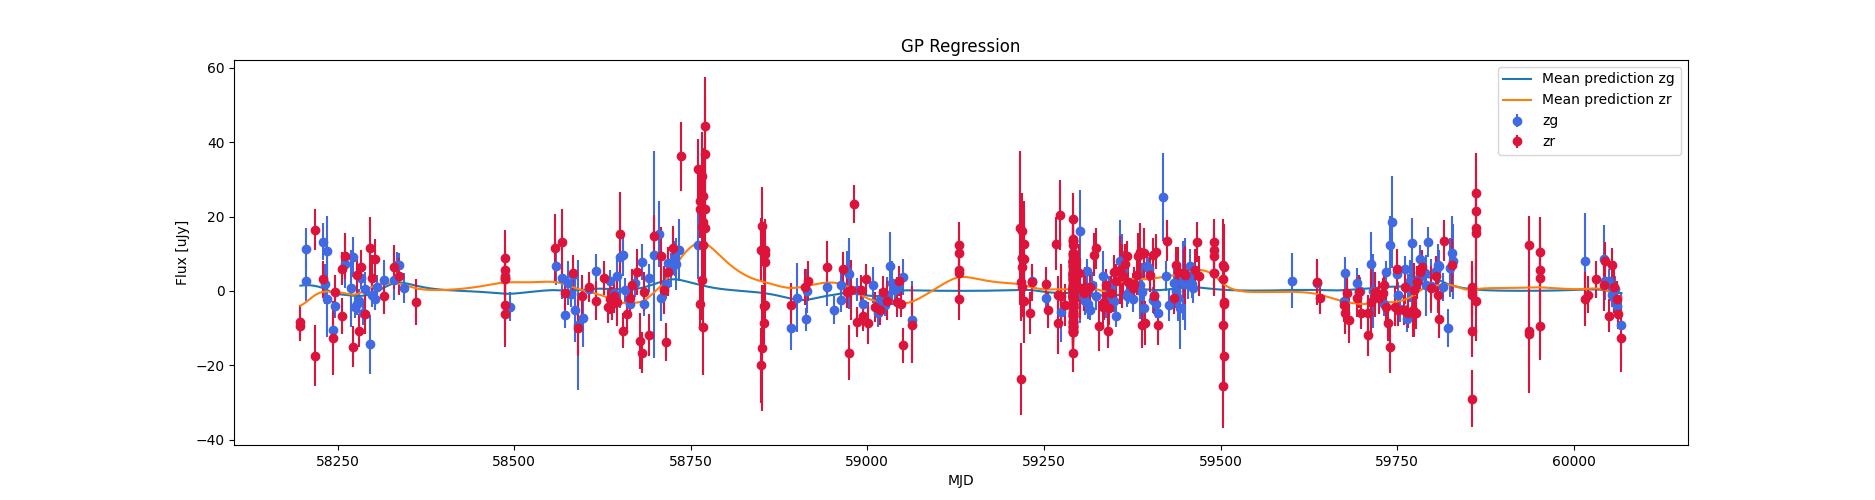 GP Regression
Flux [uJy]
60
40
20
0
−20
−40
58250
58500
58750
59000
59250
59500
59750
60000
MJD
Mean prediction zg
Mean prediction zr
zg
zr